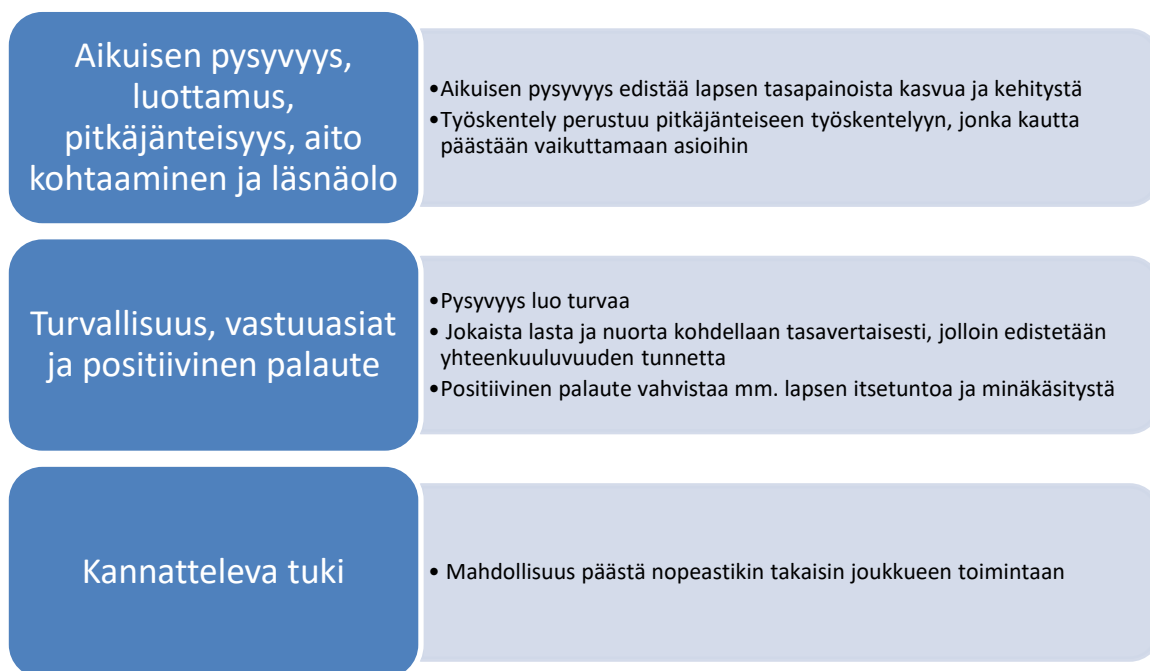 Aikuisen pysyvyys,
luottamus,
pitkäjänteisyys, aito
kohtaaminen ja läsnäolo
•Aikuisen pysyvyys edistää lapsen tasapainoista kasvua ja kehitystä
•Työskentely perustuu pitkäjänteiseen työskentelyyn, jonka kautta
päästään vaikuttamaan asioihin
Turvallisuus, vastuuasiat
ja positiivinen palaute
•Pysyvyys luo turvaa
• Jokaista lasta ja nuorta kohdellaan tasavertaisesti, jolloin edistetään
yhteenkuuluvuuden tunnetta
•Positiivinen palaute vahvistaa mm. lapsen itsetuntoa ja minäkäsitystä
Kannatteleva tuki
• Mahdollisuus päästä nopeastikin takaisin joukkueen toimintaan